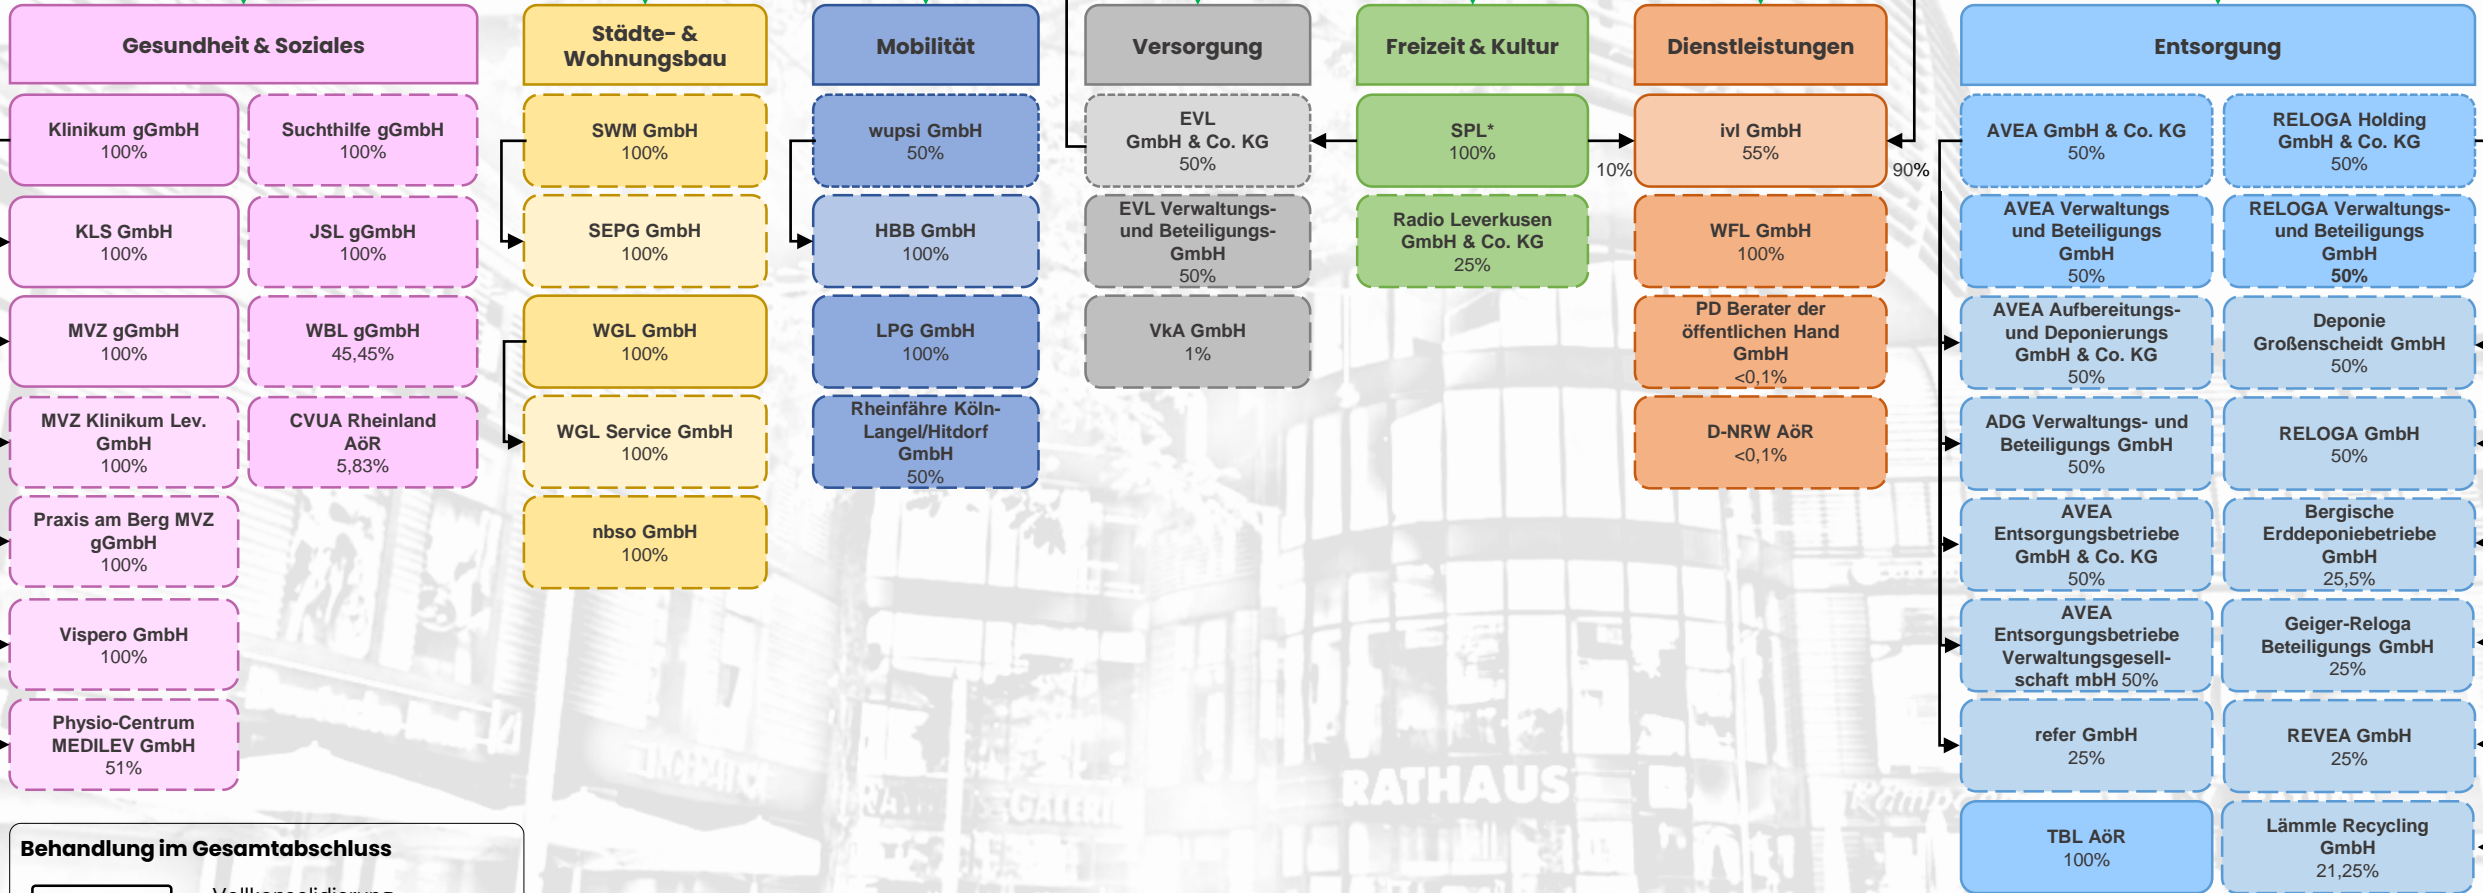 Gesundheit & Soziales
Klinikum gGmbH
100%
KLS GmbH
100%
MVZ gGmbH
100%
MVZ Klinikum Lev.
GmbH
100%
Praxis am Berg MVZ
gGmbH
100%
Vispero GmbH
100%
Physio-Centrum
MEDILEV GmbH
51%
Suchthilfe gGmbH
100%
JSL gGmbH
100%
WBL gGmbH
45,45%
CVUA Rheinland
AöR
5,83%
Städte- &
Wohnungsbau
SWM GmbH
100%
SEPG GmbH
100%
WGL GmbH
100%
WGL Service GmbH
100%
nbso GmbH
100%
Mobilität
wupsi GmbH
50%
HBB GmbH
100%
LPG GmbH
100%
Rheinfähre Köln-
Langel/Hitdorf
GmbH
50%
Versorgung
EVL
GmbH & Co. KG
50%
EVL Verwaltungs-
und Beteiligungs-
GmbH
50%
VkA GmbH
1%
Freizeit & Kultur
SPL*
100%
Radio Leverkusen
GmbH & Co. KG
25%
10%
Dienstleistungen
ivl GmbH
55%
90%
WFL GmbH
100%
PD Berater der
öffentlichen Hand
GmbH
<0,1%
D-NRW AöR
<0,1%
Entsorgung
AVEA GmbH & Co. KG
50%
AVEA Verwaltungs
und Beteiligungs
GmbH
50%
AVEA Aufbereitungs-
und Deponierungs
GmbH & Co. KG
50%
ADG Verwaltungs- und
Beteiligungs GmbH
50%
AVEA
Entsorgungsbetriebe
GmbH & Co. KG
50%
AVEA
Entsorgungsbetriebe
Verwaltungsgesell-
schaft mbH 50%
refer GmbH
25%
TBL AöR
100%
RELOGA Holding
GmbH & Co. KG
50%
RELOGA Verwaltungs-
und Beteiligungs
GmbH
50%
Deponie
Großenscheidt GmbH
50%
RELOGA GmbH
50%
Bergische
Erddeponiebetriebe
GmbH
25,5%
Geiger-Reloga
Beteiligungs GmbH
25%
REVEA GmbH
25%
Lämmle Recycling
GmbH
21,25%
Behandlung im Gesamtabschluss
Vollkonsolidierung
RATHAUS
GALERIE
RATHAUS